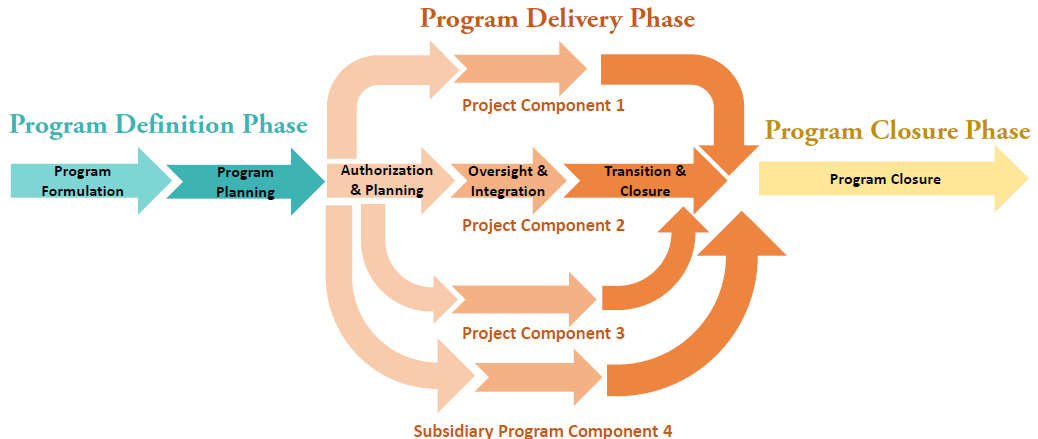 Program Delivery Phase
Project Component 1
Program Definition Phase
Program Closure Phase
Program
Formulation
Program
Planning
Authorization
& Planning
Oversight &
Integration
Transition &
Closure
Program Closure
Project Component 2
Project Component 3
Subsidiary Program Component 4